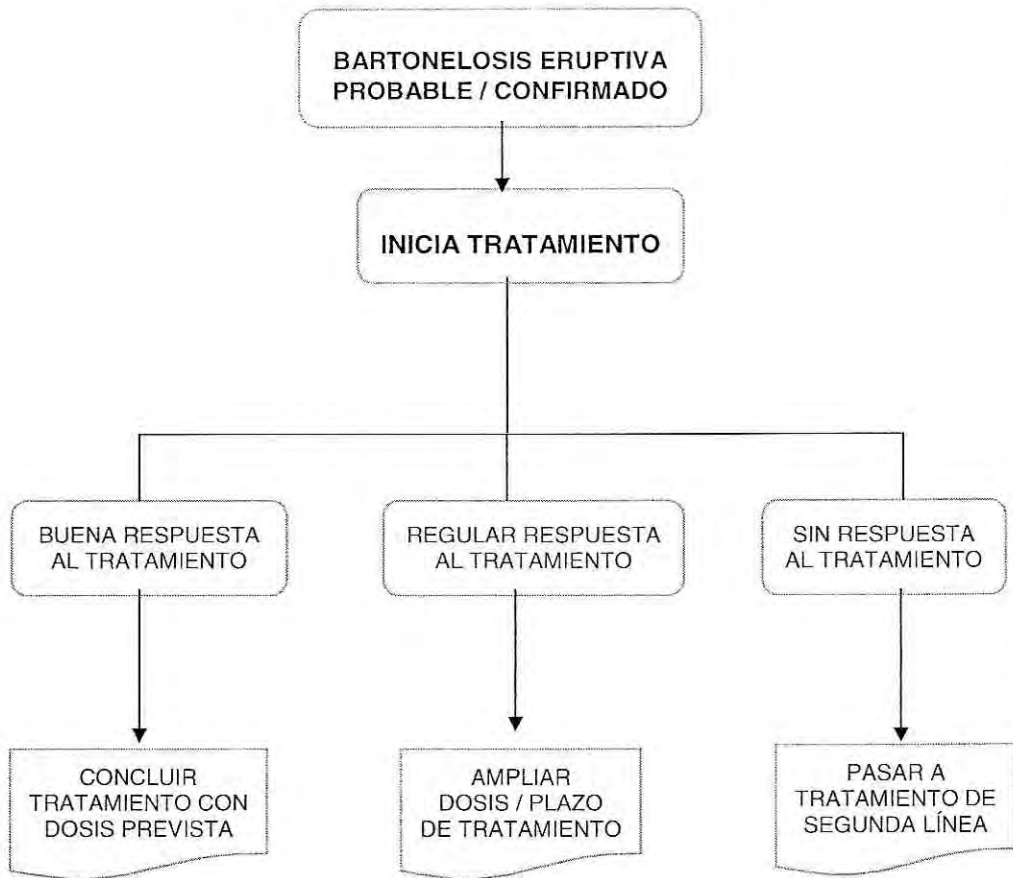 BARTONELOSIS ERUPTIVA
PROBABLE / CONFIRMADO
INICIA TRATAMIENTO
BUENA RESPUESTA
AL TRATAMIENTO
REGULAR RESPUESTA
AL TRATAMIENTO
SIN RESPUESTA
AL TRATAMIENTO
CONCLUIR
TRATAMIENTO CON
DOSIS PREVISTA
AMPLIAR
DOSIS / PLAZO
DE TRATAMIENTO
PASAR A
TRATAMIENTO DE
SEGUNDA LÍNEA